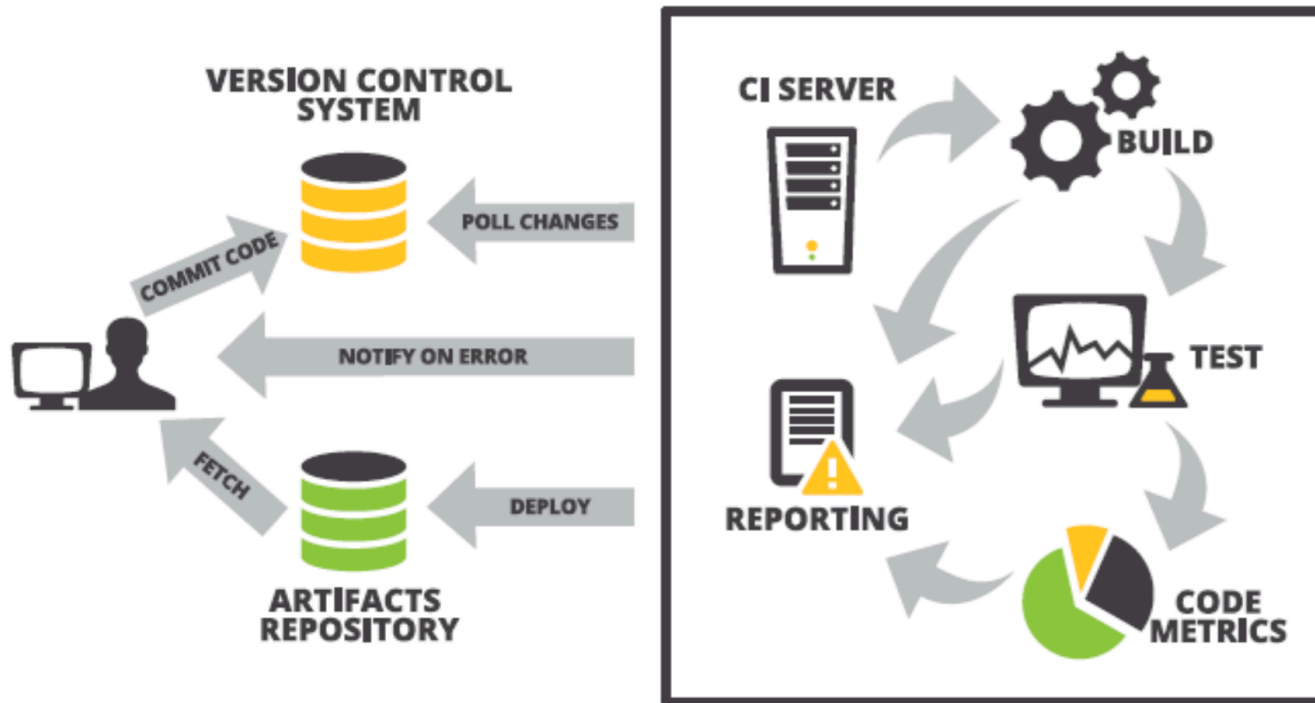 VERSION CONTROL
SYSTEM
COMMIT CODE
POLL CHANGES
NOTIFY ON ERROR
FETCH
DEPLOY
ARTIFACTS
REPOSITORY
CI SERVER
BUILD
TEST
REPORTING
CODE
METRICS